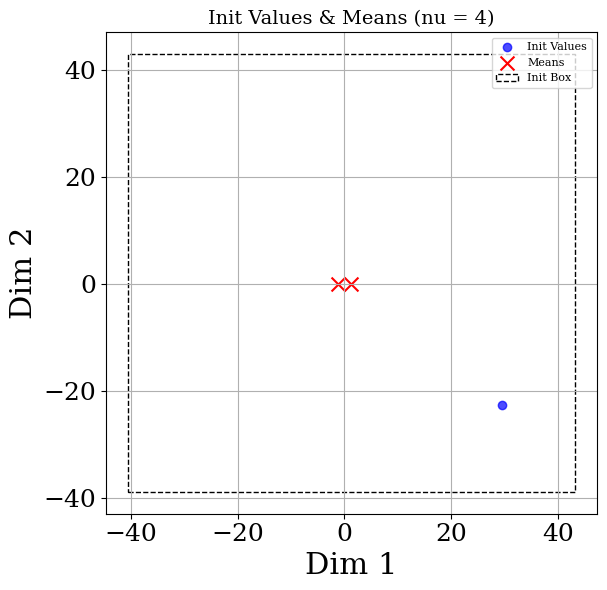 Init Values & Means (nu = 4)
Init Values
Means
Init Box
40
20
0
−20
−40
Dim 2
−40 −20 0 20 40
Dim 1